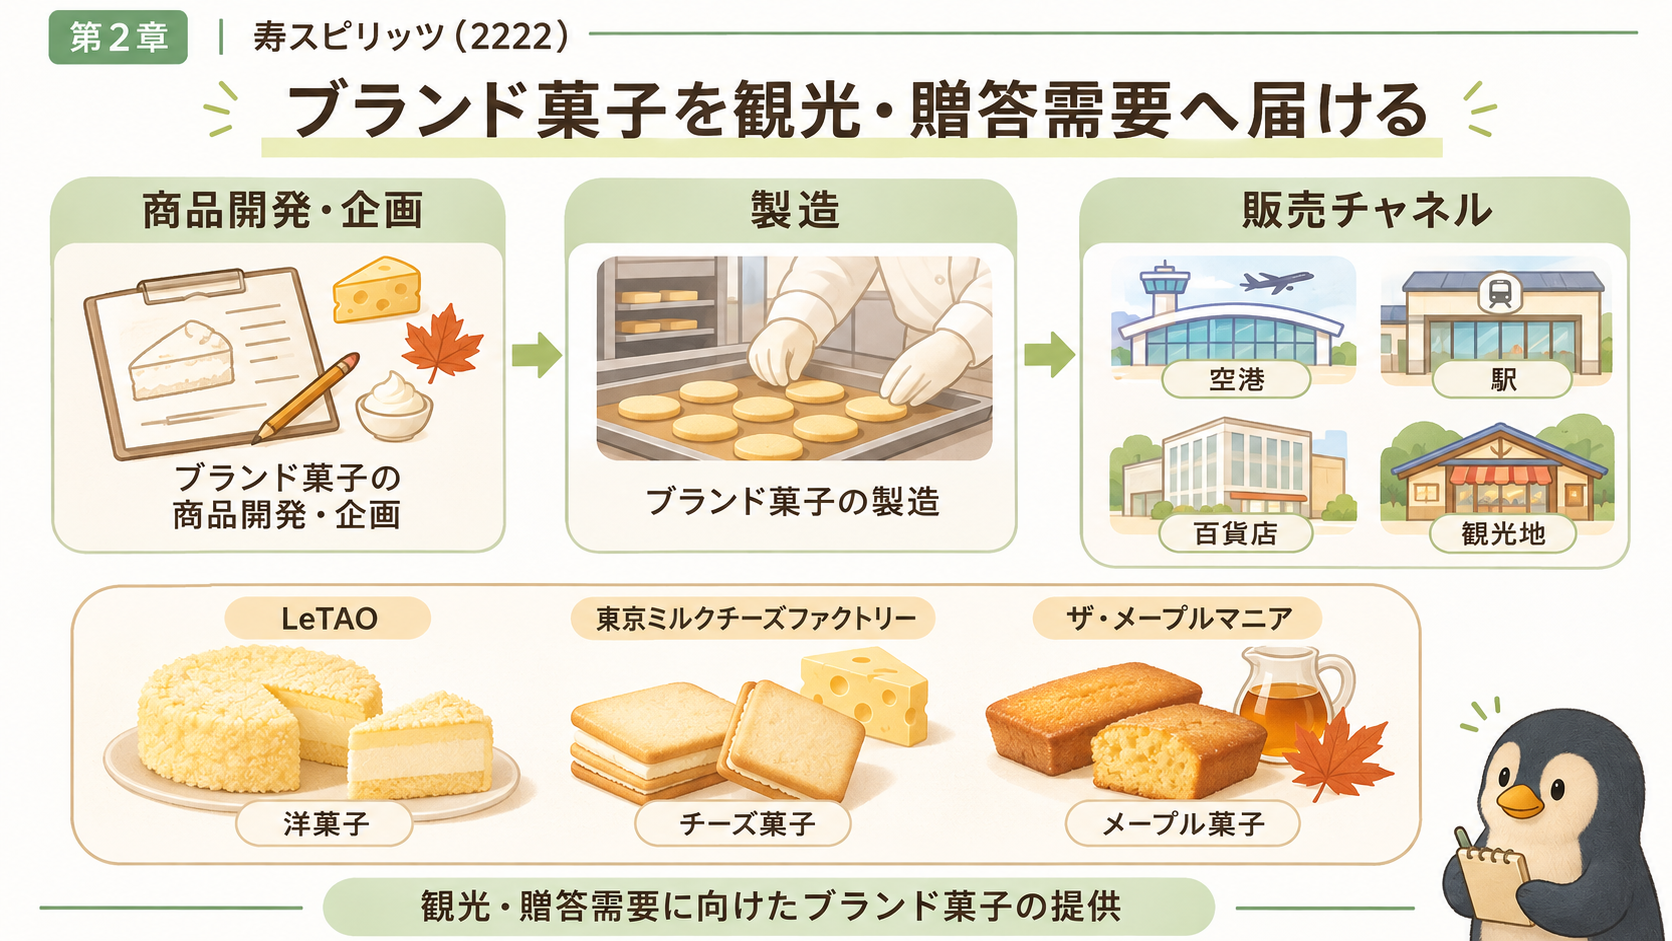 第2章
寿スピリッツ(2222)
ブランド菓子を観光・贈答需要へ届ける
商品開発・企画
ブランド菓子の
商品開発・企画
製造
ブランド菓子の製造
販売チャネル
空港
駅
百貨店
観光地
LeTAO
洋菓子
東京ミルクチーズファクトリー
チーズ菓子
ザ・メープルマニア
メープル菓子
観光・贈答需要に向けたブランド菓子の提供